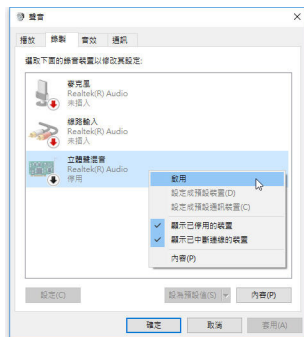 聲音
播放 錄製 音效 通訊
選取下面的錄音裝置以修改其設定:
麥克風
Realtek(R) Audio
未插入
線路輸入
Realtek(R) Audio
未插入
立體聲混音
Realtek(R) Audio
停用
啟用
設定成預設裝置(D)
設定成預設通訊裝置(C)
顯示已停用的裝置
顯示已中斷連線的裝置
內容(P)
設定(C) 設為預設值(S) 內容(P)
確定 取消 套用(A)